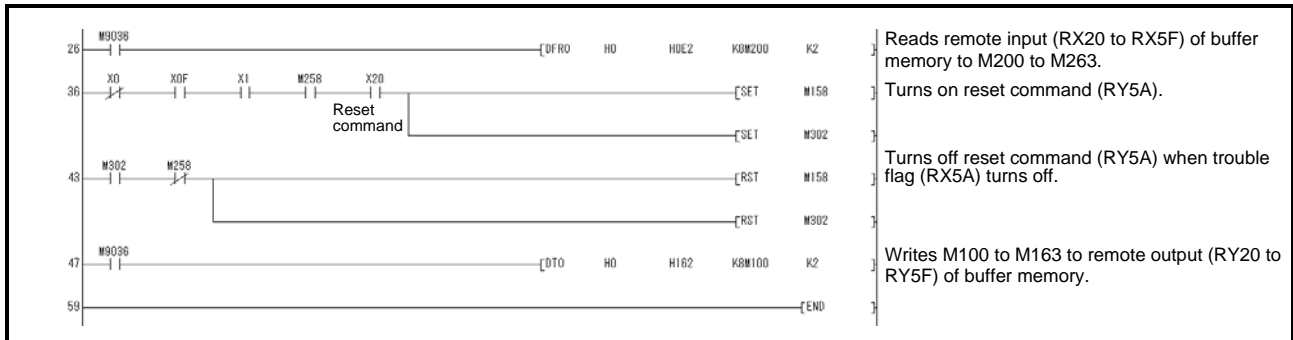 M9036
26 [DFRO H0 H0E2 K8M200 K2 ] Reads remote input (RX20 to RX5F) of buffer
memory to M200 to M263.
X0 X0F X1 M258 X20
36 [SET M158 ] Turns on reset command (RY5A).
Reset
command
[SET M302 ]
M302 M258
43 [RST M158 ] Turns off reset command (RY5A) when trouble
flag (RX5A) turns off.
[RST M302 ]
M9036
47 [DTO H0 H162 K8M100 K2 ] Writes M100 to M163 to remote output (RY20 to
RY5F) of buffer memory.
59 [END ]